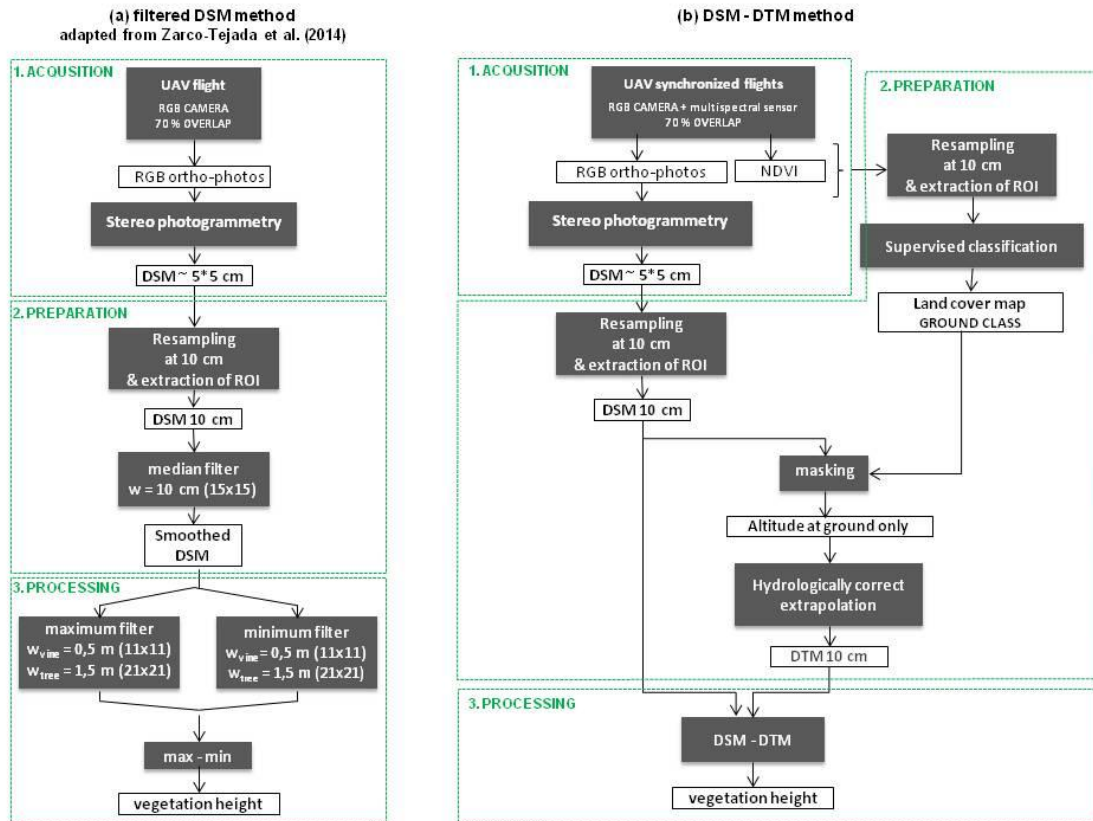 (a) filtered DSM method
adapted from Zarco-Tejada et al. (2014)
1. ACQUSITION
UAV flight
RGB CAMERA
70 % OVERLAP
RGB ortho-photos
Stereo photogrammetry
DSM ~ 5*5 cm
2. PREPARATION
Resampling
at 10 cm
& extraction of ROI
DSM 10 cm
median filter
w = 10 cm (15x15)
Smoothed
DSM
3. PROCESSING
maximum filter
wvine = 0,5 m (11x11)
wtree = 1,5 m (21x21)
minimum filter
wvine = 0,5 m (11x11)
wtree = 1,5 m (21x21)
max - min
vegetation height
(b) DSM - DTM method
1. ACQUSITION
UAV synchronized flights
RGB CAMERA + multispectral sensor
70 % OVERLAP
RGB ortho-photos
NDVI
Stereo photogrammetry
DSM ~ 5*5 cm
2. PREPARATION
Resampling
at 10 cm
& extraction of ROI
Supervised classification
Land cover map
GROUND CLASS
Resampling
at 10 cm
& extraction of ROI
DSM 10 cm
masking
Altitude at ground only
Hydrologically correct
extrapolation
DTM 10 cm
3. PROCESSING
DSM - DTM
vegetation height